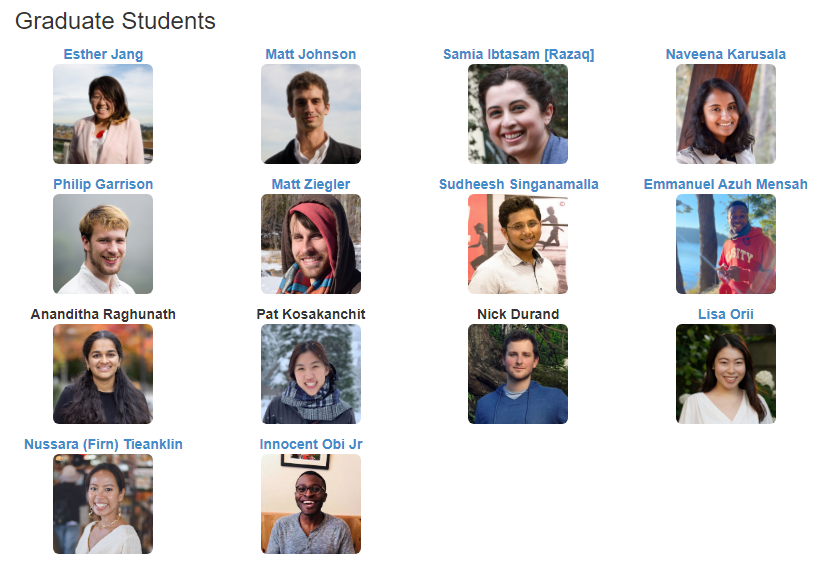 Graduate Students
Esther Jang
Matt Johnson
Samia Ibtasam [Razaq]
Naveena Karusala
Philip Garrison
Matt Ziegler
Sudheesh Singanamalla
Emmanuel Azuh Mensah
Ananditha Raghunath
Pat Kosakanchit
Nick Durand
Lisa Orii
Nussara (Firn) Tieanklin
Innocent Obi Jr